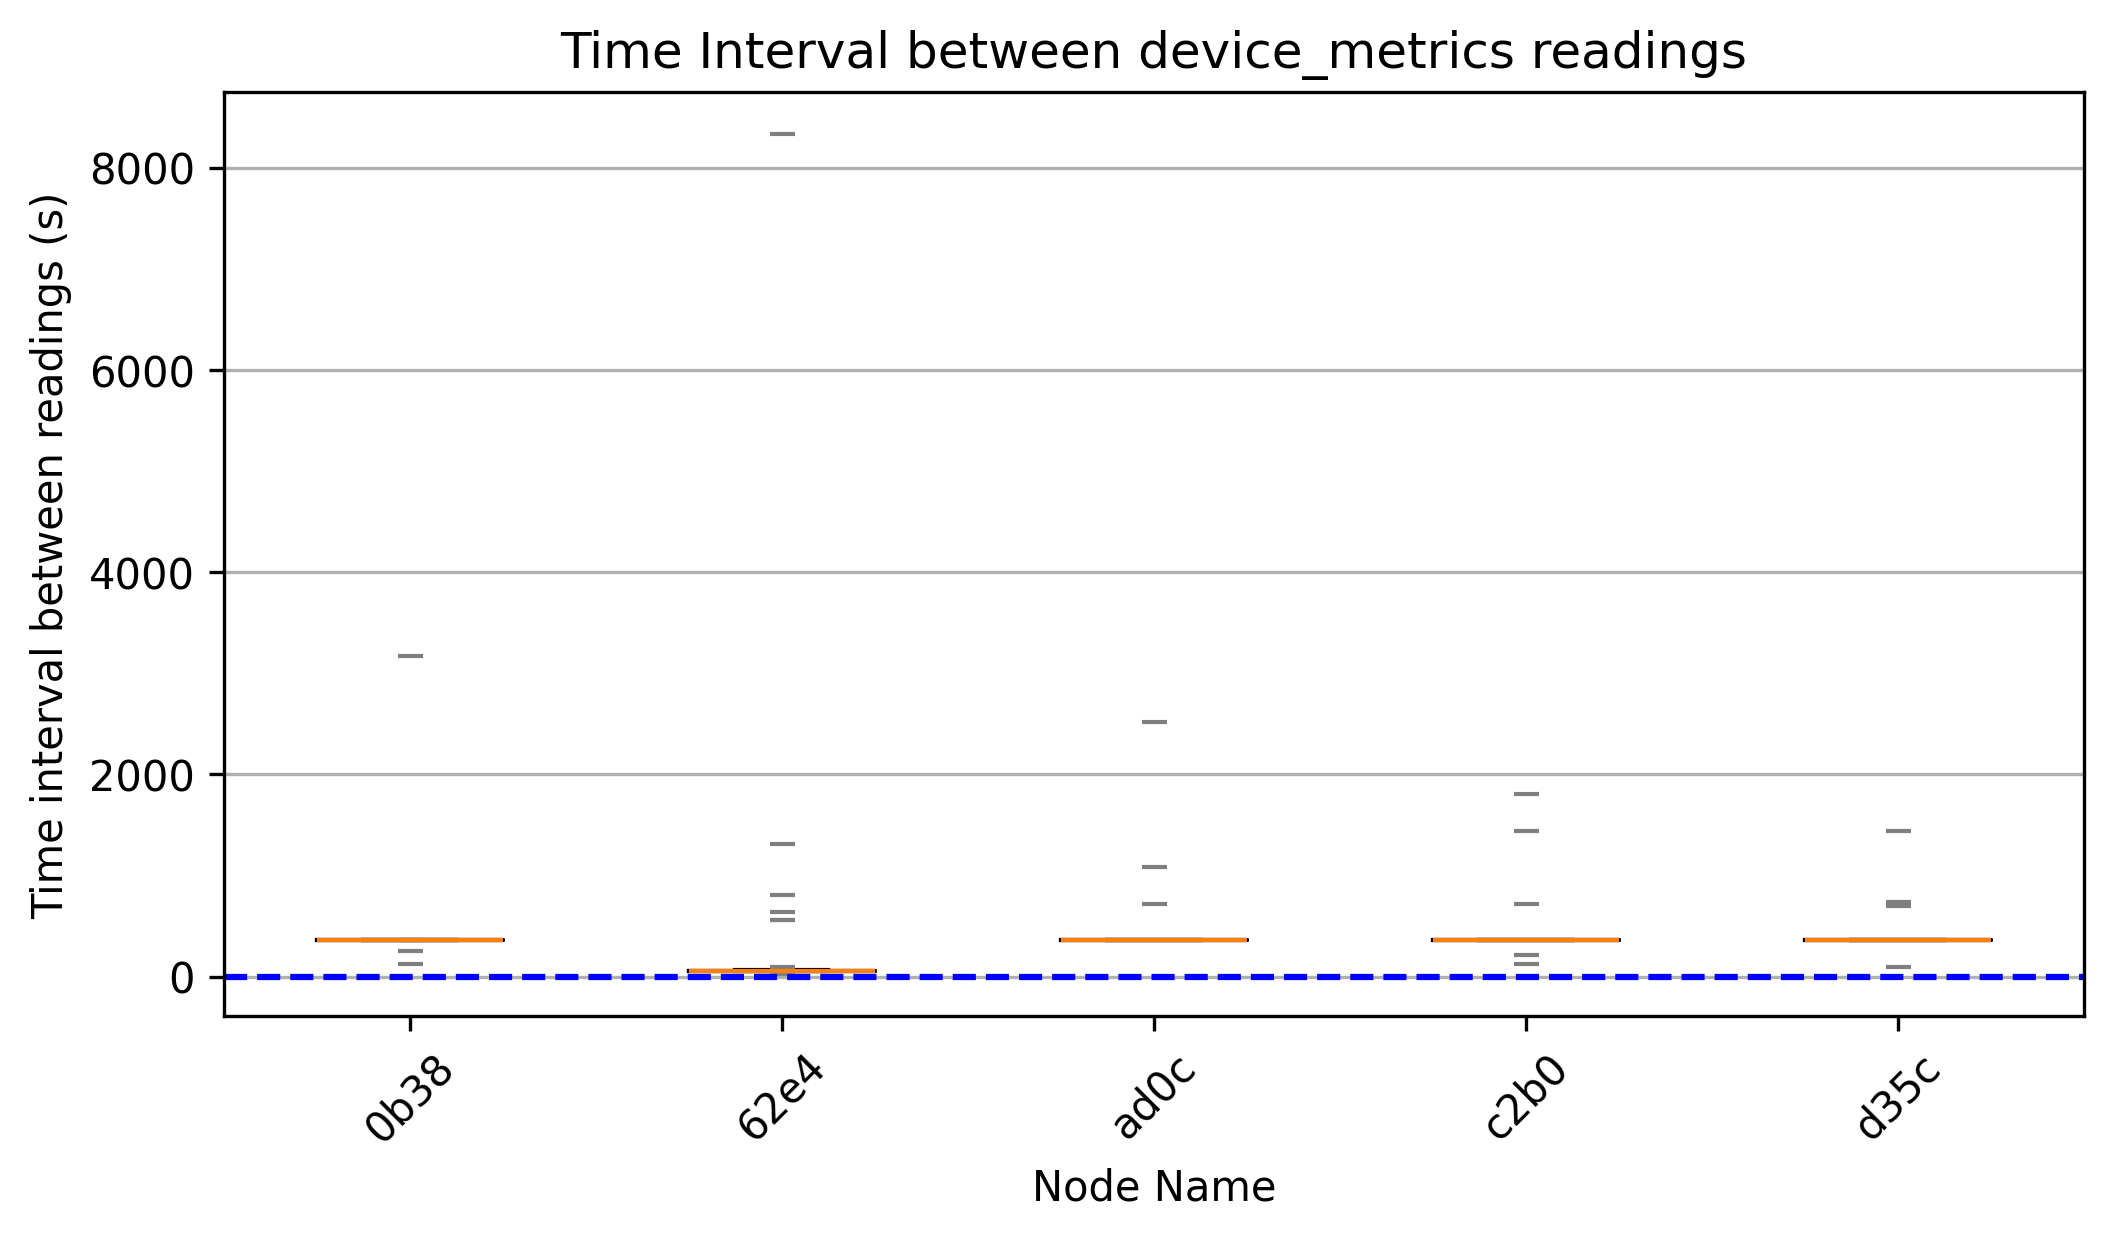 Time Interval between device_metrics readings
Time interval between readings (s)
8000
6000
4000
2000
0
0b38
62e4
ad0c
c2b0
d35c
Node Name